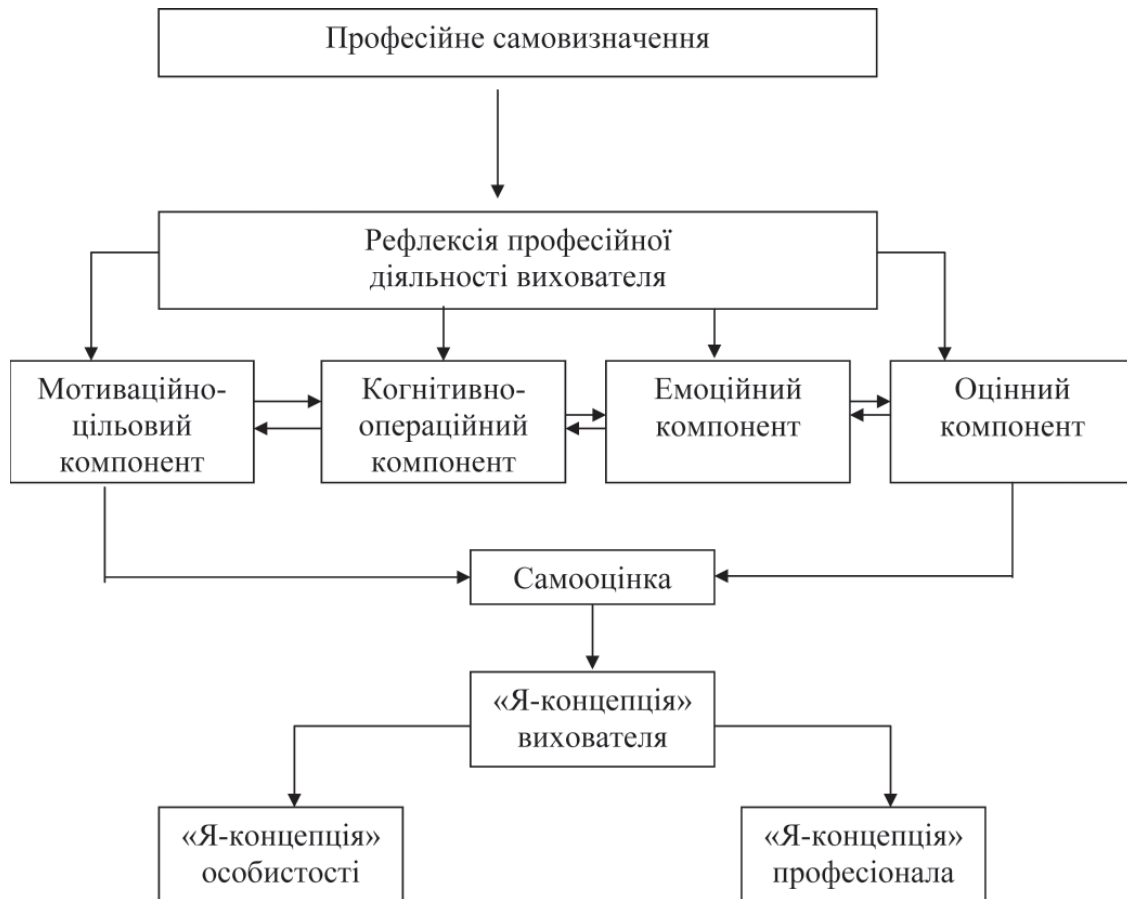 Професійне самовизначення
Рефлексія професійної
діяльності вихователя
Мотиваційно-
цільовий
компонент
Когнітивно-
операційний
компонент
Емоційний
компонент
Оцінний
компонент
Самооцінка
«Я-концепція»
вихователя
«Я-концепція»
особистості
«Я-концепція»
професіонала